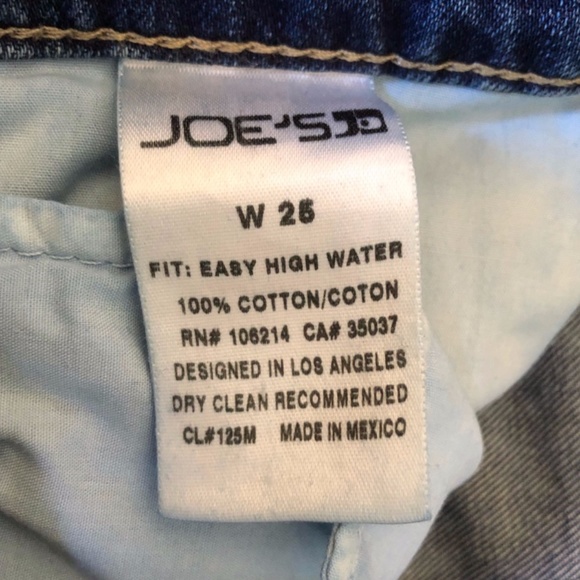 JOE'S JD
W 25
FIT: EASY HIGH WATER
100% COTTON/COTON
RN# 106214 CA# 35037
DESIGNED IN LOS ANGELES
DRY CLEAN RECOMMENDED
CL#125M MADE IN MEXICO